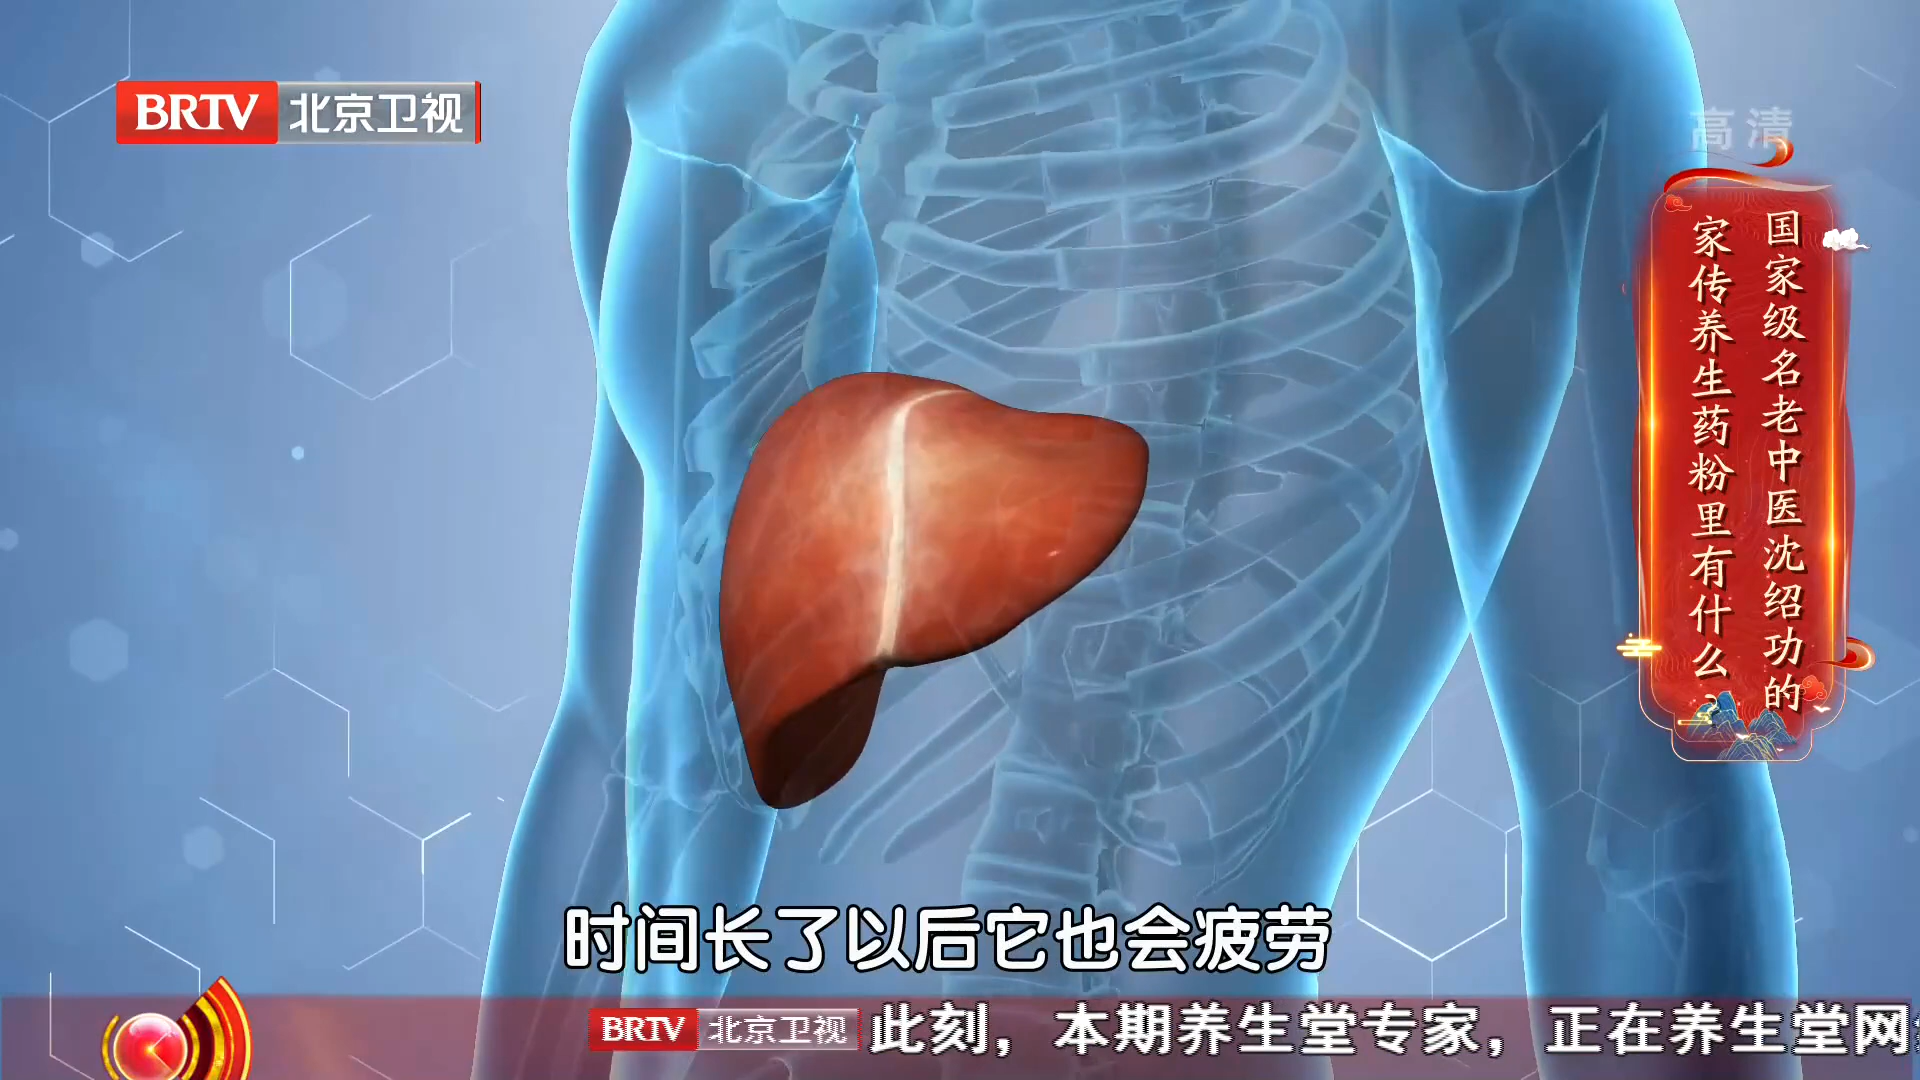 BRTV 北京卫视
高清
国家级名老中医沈绍功的
家传养生药粉里有什么?
时间长了以后它也会疲劳
BRTV 北京卫视 此刻，本期养生堂专家，正在养生堂网